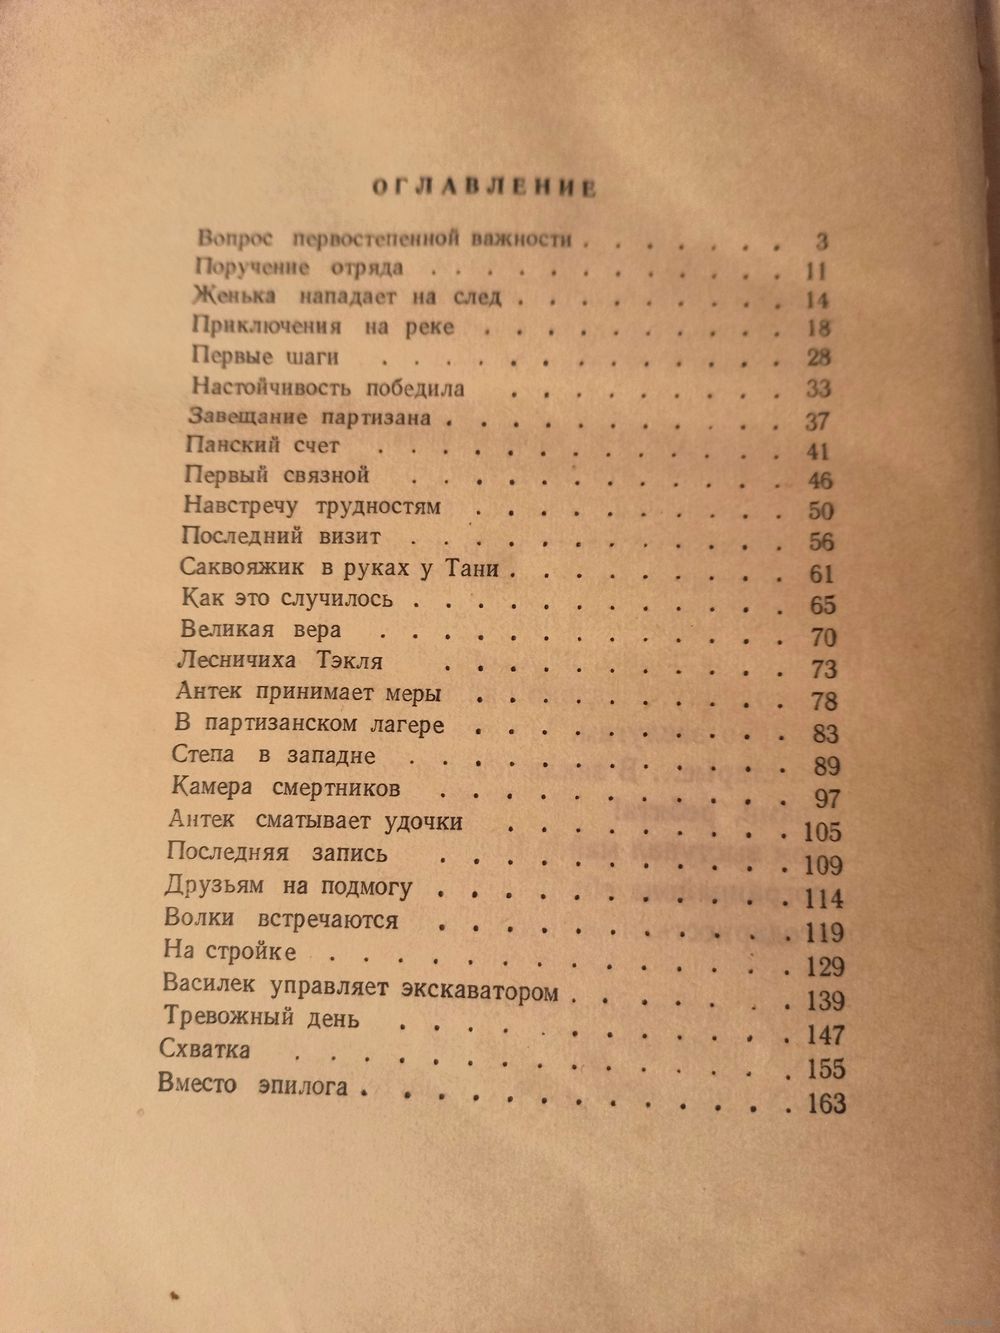 ОГЛАВЛЕНИЕ
Вопрос первостепенной важности . . . . . . . 3
Поручение отряда . . . . . . . . . . . 11
Женька нападает на след . . . . . . . . . 14
Приключения на реке . . . . . . . . . . 18
Первые шаги . . . . . . . . . . . . . 28
Настойчивость победила . . . . . . . . . 33
Завещание партизана . . . . . . . . . . . 37
Панский счет . . . . . . . . . . . . . 41
Первый связной . . . . . . . . . . . . 46
Навстречу трудностям . . . . . . . . . . 50
Последний визит . . . . . . . . . . . . 56
Саквояжик в руках у Тани . . . . . . . . . 61
Как это случилось . . . . . . . . . . . . 65
Великая вера . . . . . . . . . . . . . 70
Лесничиха Тэкля . . . . . . . . . . . 73
Антек принимает меры . . . . . . . . . . 78
В партизанском лагере . . . . . . . . . . 83
Степа в западне . . . . . . . . . . . . 89
Камера смертников . . . . . . . . . . . 97
Антек сматывает удочки . . . . . . . . . 105
Последняя запись . . . . . . . . . . . 109
Друзьям на подмогу . . . . . . . . . . . 114
Волки встречаются . . . . . . . . . . . 119
На стройке . . . . . . . . . . . . . . 129
Василек управляет экскаватором . . . . . . . 139
Тревожный день . . . . . . . . . . . . 147
Схватка . . . . . . . . . . . . . . . 155
Вместо эпилога . . . . . . . . . . . . . 163